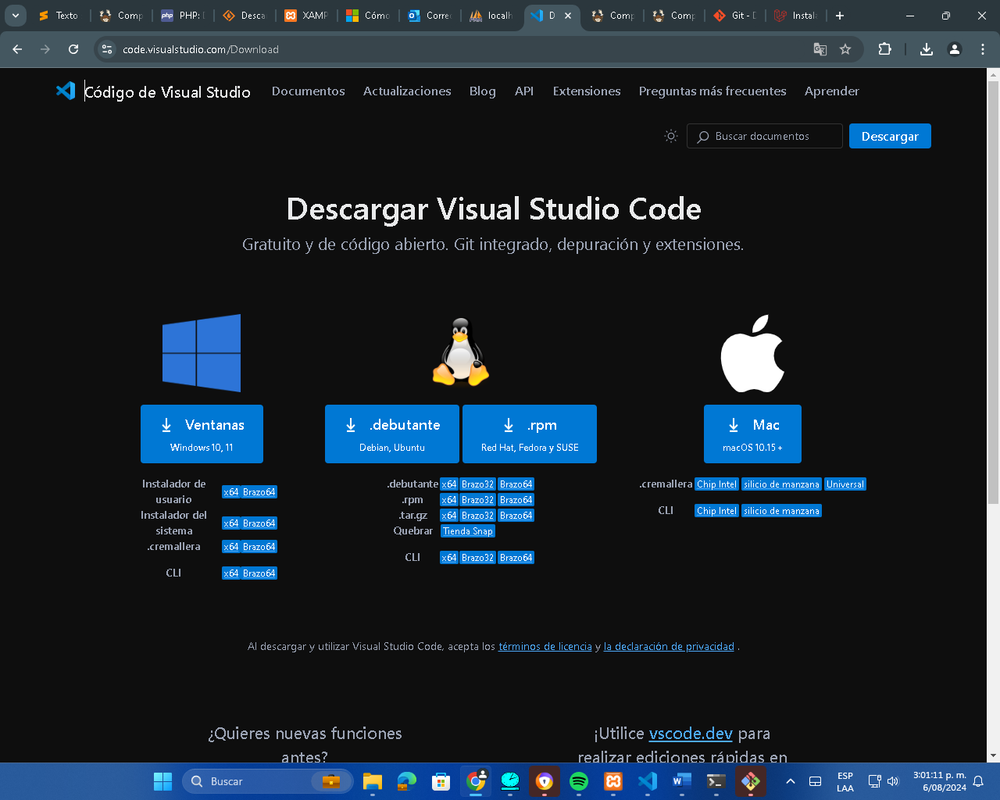 Texto
Comp
PHP:
Desca
XAMP
Cómo
Correo
localh
D
Comp
Comp
Git - D
Instala
code.visualstudio.com/Download
Código de Visual Studio
Documentos
Actualizaciones
Blog
API
Extensiones
Preguntas más frecuentes
Aprender
Buscar documentos
Descargar
Descargar Visual Studio Code
Gratuito y de código abierto. Git integrado, depuración y extensiones.
Ventanas
Windows 10, 11
.debutante
Debian, Ubuntu
.rpm
Red Hat, Fedora y SUSE
Mac
macOS 10.15 +
Instalador de
usuario
x64 Brazo64
Instalador del
sistema
x64 Brazo64
.cremallera x64 Brazo64
CLI x64 Brazo64
.debutante x64 Brazo32 Brazo64
.rpm x64 Brazo32 Brazo64
.tar.gz x64 Brazo32 Brazo64
Quebrar Tienda Snap
CLI x64 Brazo32 Brazo64
.cremallera Chip Intel silicio de manzana Universal
CLI Chip Intel silicio de manzana
Al descargar y utilizar Visual Studio Code, acepta los términos de licencia y la declaración de privacidad .
¿Quieres nuevas funciones
antes?
¡Utilice vscode.dev para
realizar ediciones rápidas en
Buscar
ESP
LAA
3:01:11 p. m.
6/08/2024